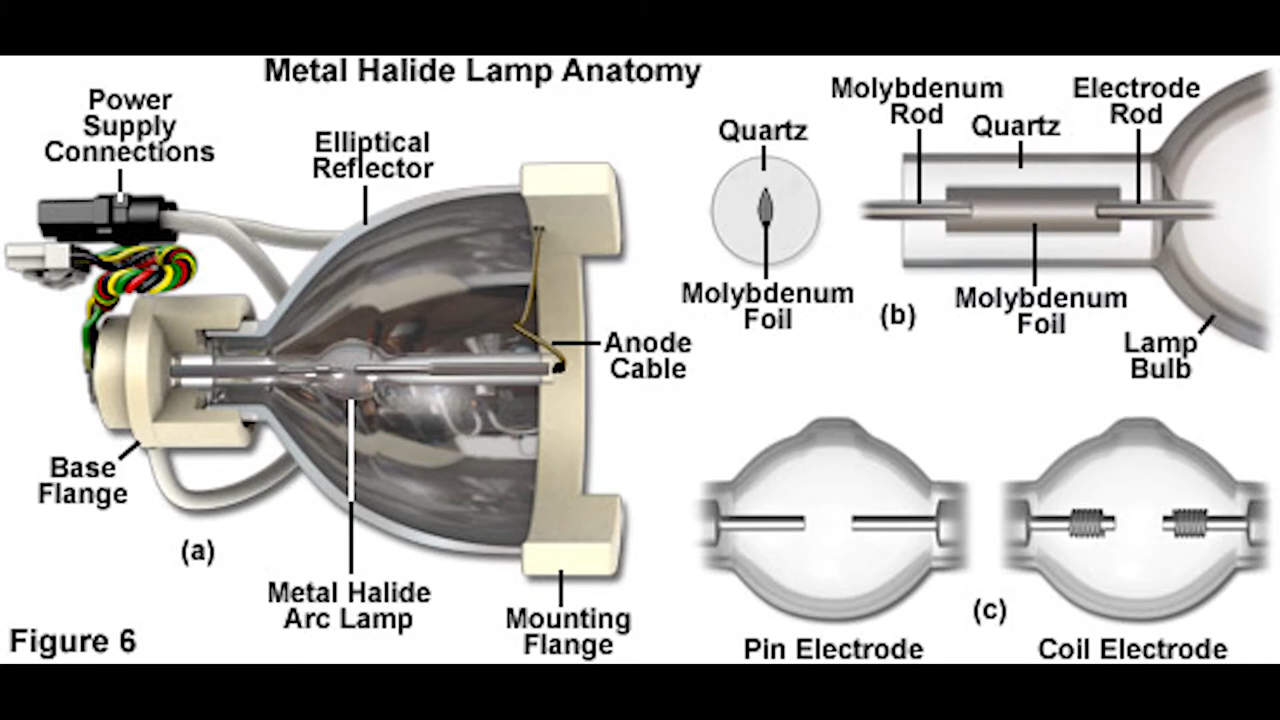 Metal Halide Lamp Anatomy
Power
Supply
Connections
Elliptical
Reflector
Anode
Cable
Base
Flange
(a)
Metal Halide
Arc Lamp
Mounting
Flange
Figure 6
Quartz
Molybdenum
Foil
(b)
Molybdenum
Rod
Quartz
Electrode
Rod
Molybdenum
Foil
Lamp
Bulb
(c)
Pin Electrode
Coil Electrode